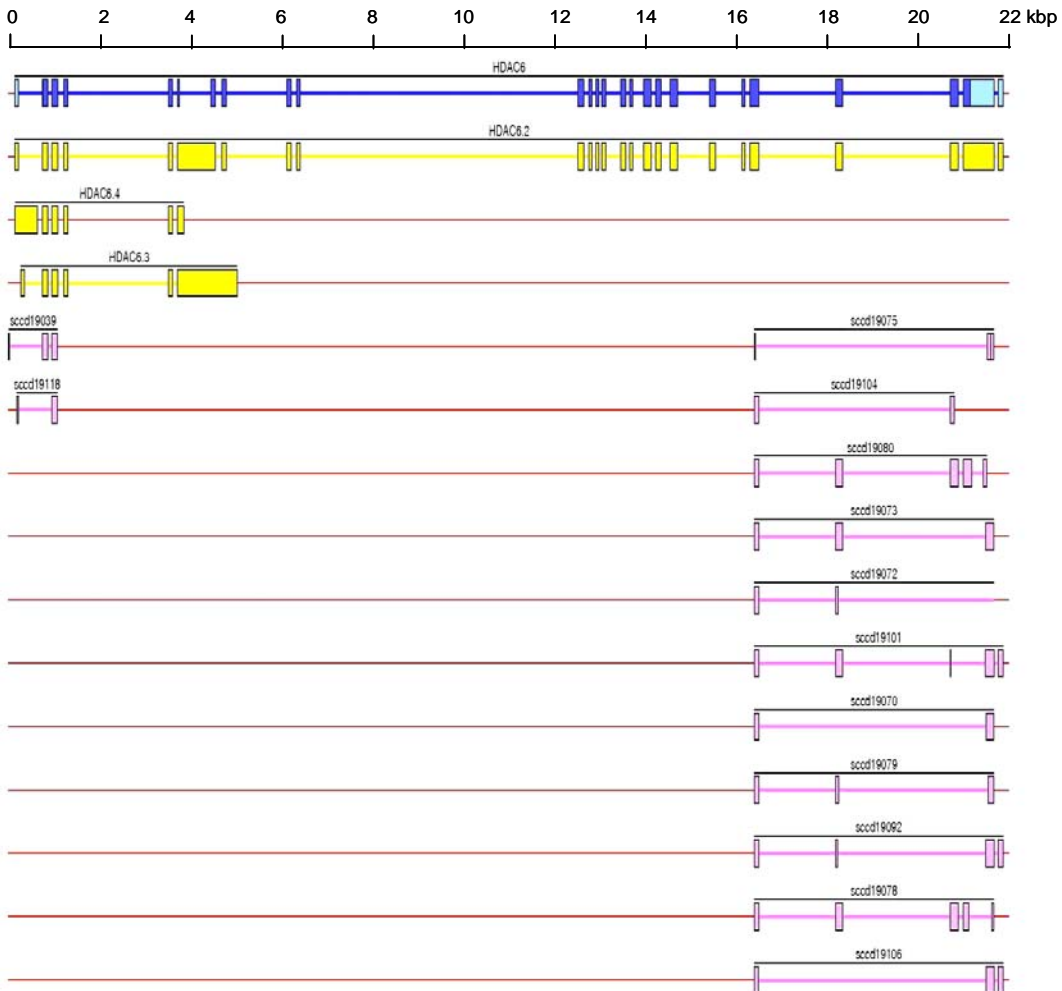 0 2 4 6 8 10 12 14 16 18 20 22 kbp
HDAC6
HDAC6.2
HDAC6.4
HDAC6.3
sccd19039 sccd19075
sccd19118 sccd19104
sccd19080
sccd19073
sccd19072
sccd19101
sccd19070
sccd19079
sccd19092
sccd19078
sccd19106